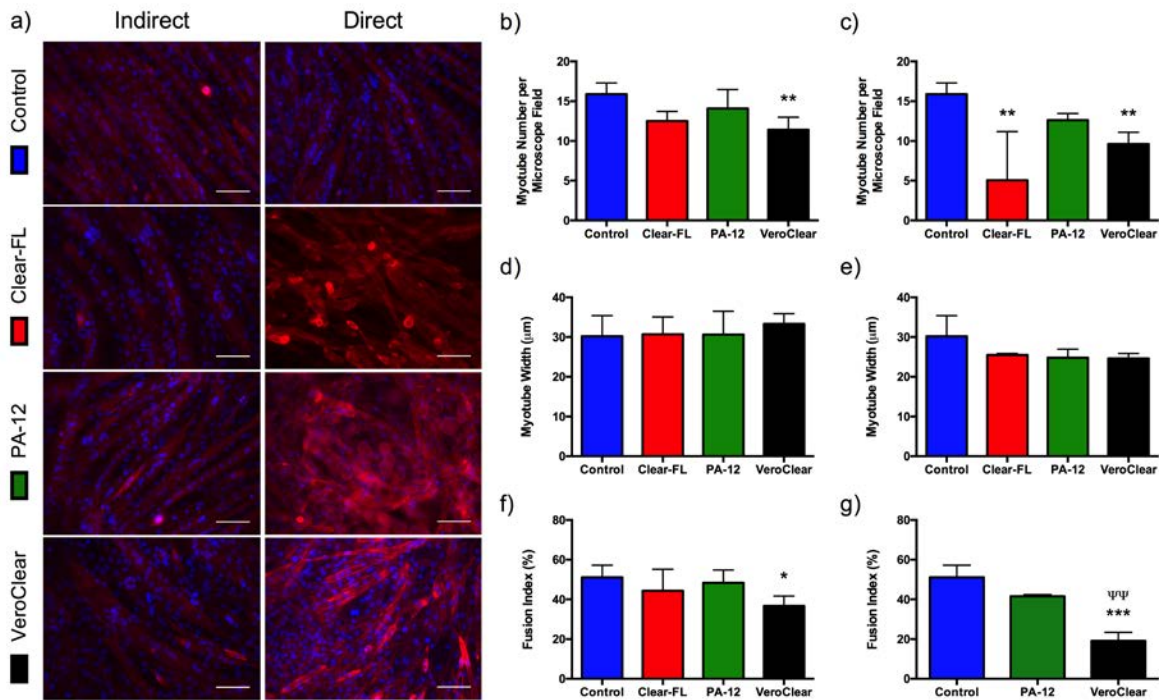 a)
Indirect
Direct
Control
Clear-FL
PA-12
VeroClear
b)
Myotube Number per
Microscope Field
20
15
10
5
0
**
Control Clear-FL PA-12 VeroClear
c)
Myotube Number per
Microscope Field
20
15
10
5
0
**
**
Control Clear-FL PA-12 VeroClear
d)
Myotube Width (μm)
40
30
20
10
0
Control Clear-FL PA-12 VeroClear
e)
Myotube Width (μm)
40
30
20
10
0
Control Clear-FL PA-12 VeroClear
f)
Fusion Index (%)
80
60
40
20
0
*
Control Clear-FL PA-12 VeroClear
g)
Fusion Index (%)
80
60
40
20
0
ΨΨ
***
Control PA-12 VeroClear